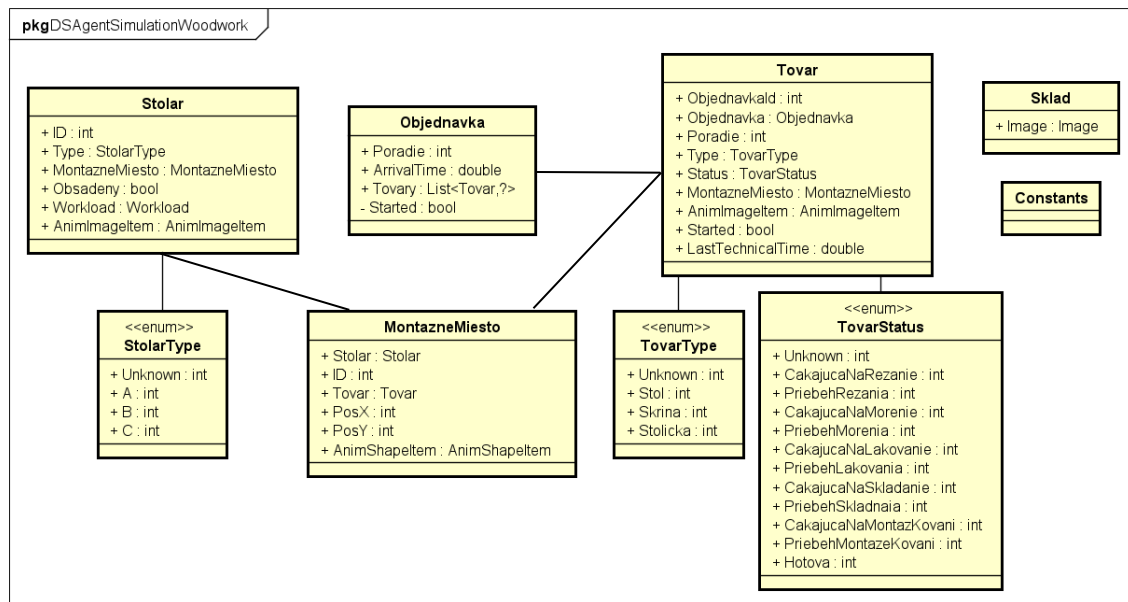 pkg DSAgentSimulationWoodwork
Stolar
+ ID : int
+ Type : StolarType
+ MontazneMiesto : MontazneMiesto
+ Obsadeny : bool
+ Workload : Workload
+ AnimImageItem : AnimImageItem
Objednavka
+ Poradie : int
+ ArrivalTime : double
+ Tovary : List<Tovar,?>
- Started : bool
Tovar
+ ObjednavkaId : int
+ Objednavka : Objednavka
+ Poradie : int
+ Type : TovarType
+ Status : TovarStatus
+ MontazneMiesto : MontazneMiesto
+ AnimImageItem : AnimImageItem
+ Started : bool
+ LastTechnicalTime : double
Sklad
+ Image : Image
Constants
<<enum>>
StolarType
+ Unknown : int
+ A : int
+ B : int
+ C : int
MontazneMiesto
+ Stolar : Stolar
+ ID : int
+ Tovar : Tovar
+ PosX : int
+ PosY : int
+ AnimShapeItem : AnimShapeItem
<<enum>>
TovarType
+ Unknown : int
+ Stol : int
+ Skrina : int
+ Stolicka : int
<<enum>>
TovarStatus
+ Unknown : int
+ CakajucaNaRezanie : int
+ PriebehRezania : int
+ CakajucaNaMorenie : int
+ PriebehMorenia : int
+ CakajucaNaLakovanie : int
+ PriebehLakovania : int
+ CakajucaNaSkladanie : int
+ PriebehSkladnaia : int
+ CakajucaNaMontazKovani : int
+ PriebehMontazeKovani : int
+ Hotova : int